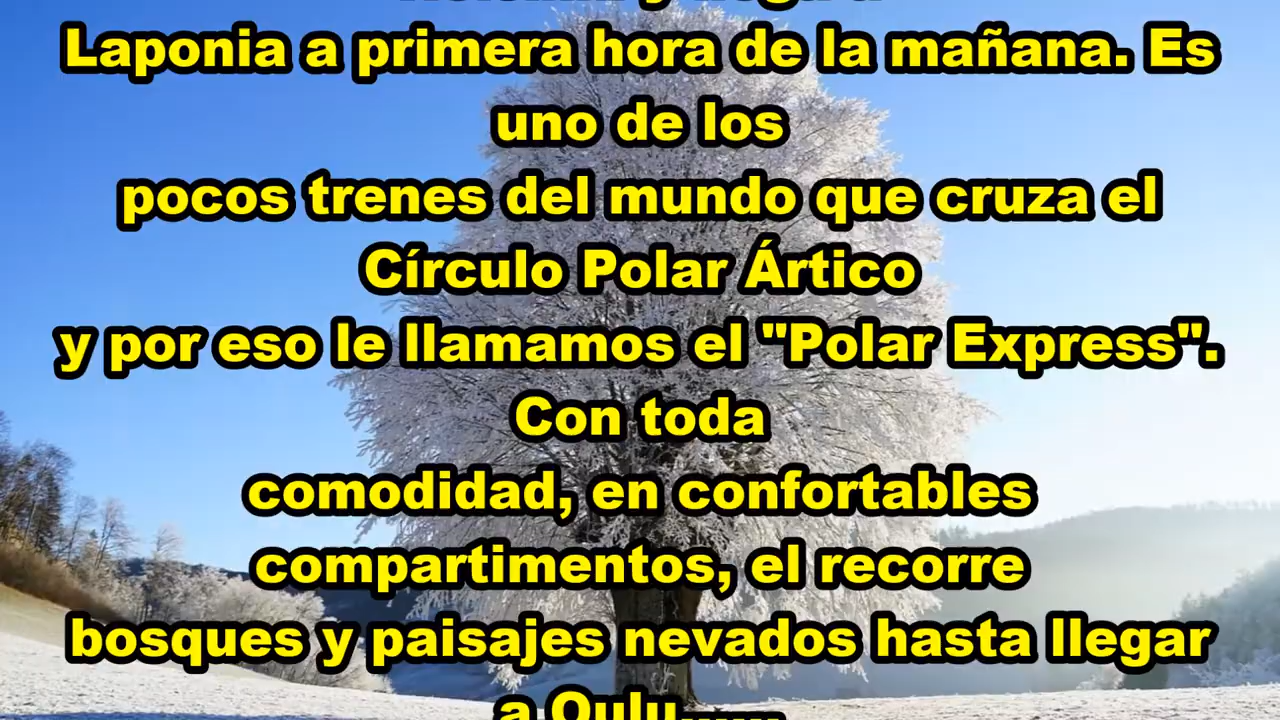 Laponia a primera hora de la mañana. Es
uno de los
pocos trenes del mundo que cruza el
Círculo Polar Ártico
y por eso le llamamos el "Polar Express".
Con toda
comodidad, en confortables
compartimentos, el recorre
bosques y paisajes nevados hasta llegar
a Oulu......